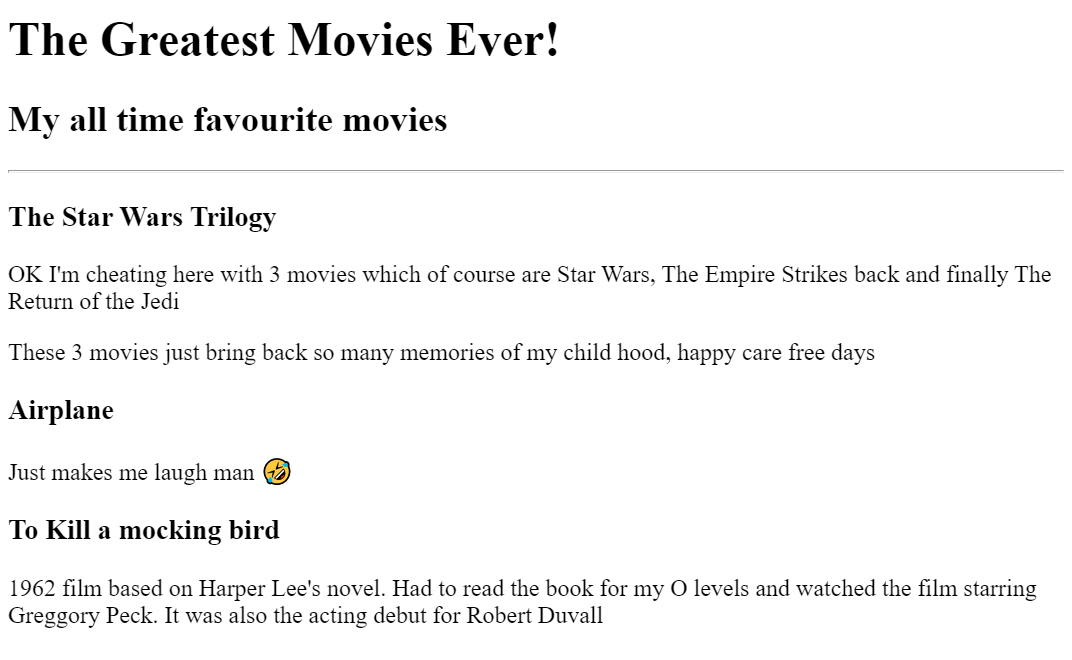 The Greatest Movies Ever!
My all time favourite movies
The Star Wars Trilogy
OK I'm cheating here with 3 movies which of course are Star Wars, The Empire Strikes back and finally The
Return of the Jedi
These 3 movies just bring back so many memories of my child hood, happy care free days
Airplane
Just makes me laugh man 🤣
To Kill a mocking bird
1962 film based on Harper Lee's novel. Had to read the book for my O levels and watched the film starring
Greggory Peck. It was also the acting debut for Robert Duvall